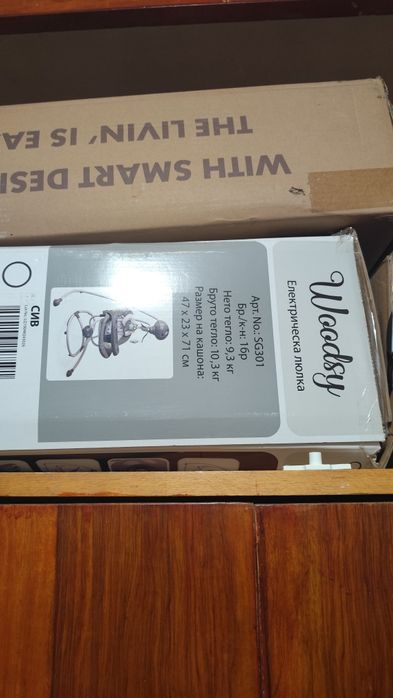 WITH SMART DESI
THE LIVIN' IS EA
Woodsy
Електрическа люлка
Арт. No.: SG301
Бр./к-н: 1бр
Нето тегло: 9,3 кг
Бруто тегло: 10,3 кг
Размер на кашона:
47 x 23 x 71 см
СИВ